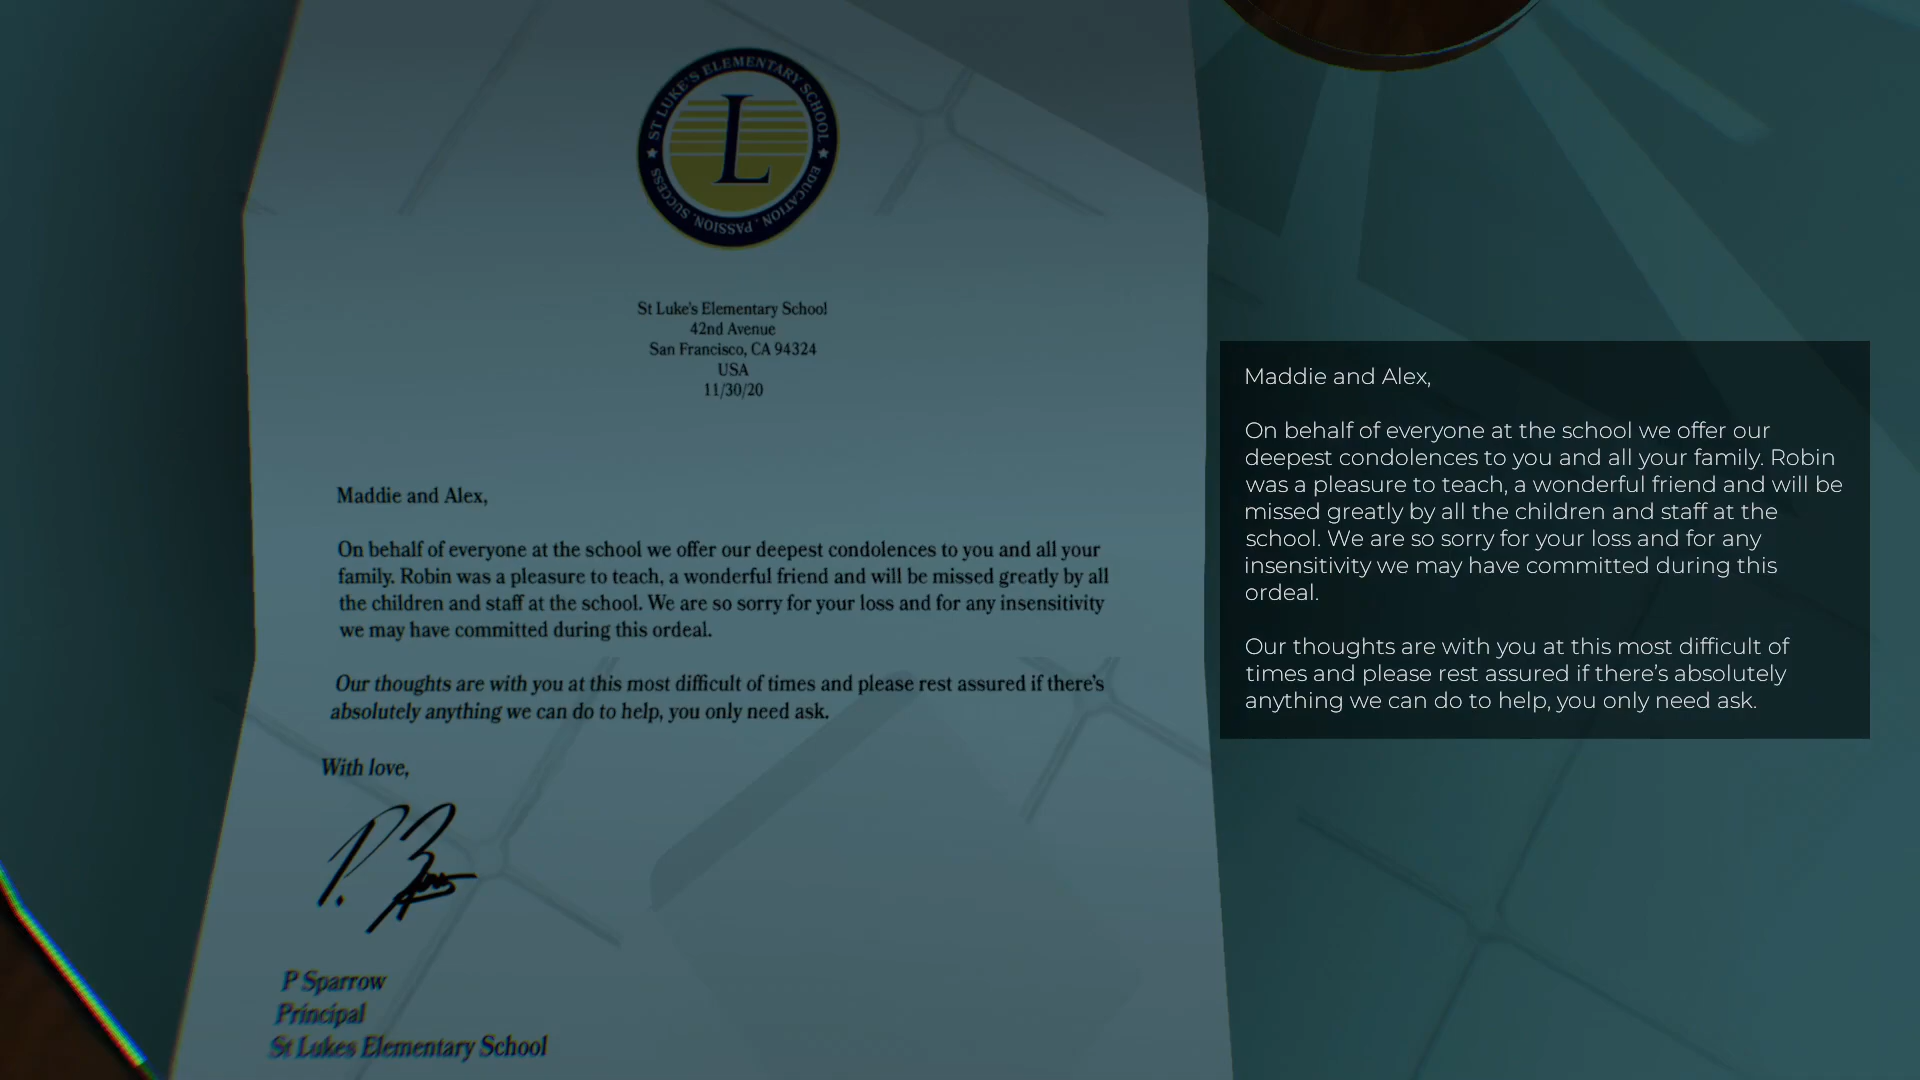 ST LUKE'S ELEMENTARY SCHOOL
EDUCATION, PASSION, SUCCESS
L
St Luke's Elementary School
42nd Avenue
San Francisco, CA 94324
USA
11/30/20
Maddie and Alex,
On behalf of everyone at the school we offer our deepest condolences to you and all your
family. Robin was a pleasure to teach, a wonderful friend and will be missed greatly by all
the children and staff at the school. We are so sorry for your loss and for any insensitivity
we may have committed during this ordeal.
Our thoughts are with you at this most difficult of times and please rest assured if there's
absolutely anything we can do to help, you only need ask.
With love,
P Sparrow
Principal
St Lukes Elementary School
Maddie and Alex,
On behalf of everyone at the school we offer our
deepest condolences to you and all your family. Robin
was a pleasure to teach, a wonderful friend and will be
missed greatly by all the children and staff at the
school. We are so sorry for your loss and for any
insensitivity we may have committed during this
ordeal.
Our thoughts are with you at this most difficult of
times and please rest assured if there’s absolutely
anything we can do to help, you only need ask.